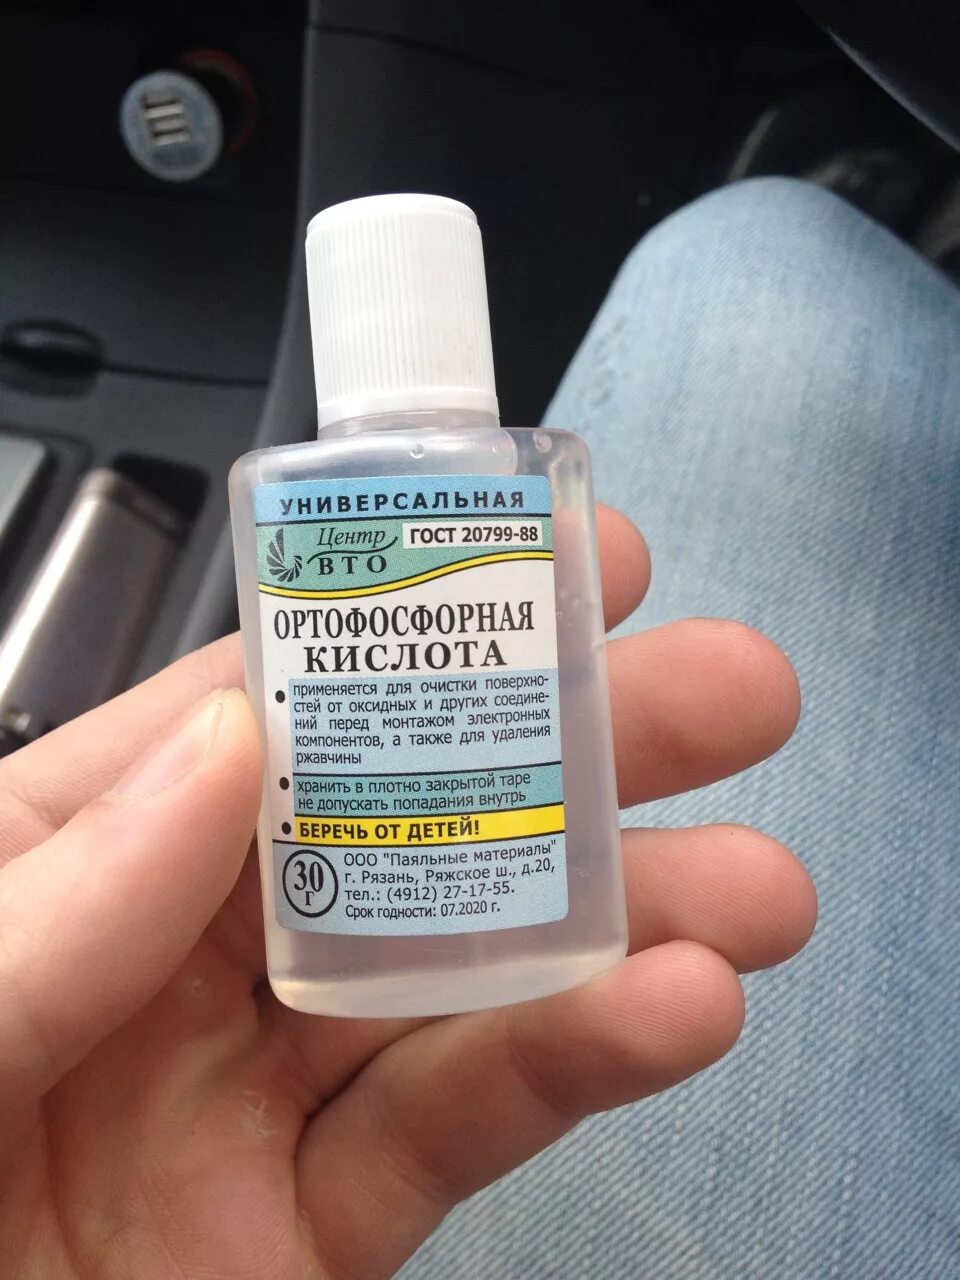 УНИВЕРСАЛЬНАЯ
Центр
ВТО
ГОСТ 20799-88
ОРТОФОСФОРНАЯ
КИСЛОТА
• применяется для очистки поверхно-
стей от оксидных и других соедине-
ний перед монтажом электронных
компонентов, а также для удаления
ржавчины
• хранить в плотно закрытой таре
не допускать попадания внутрь
• БЕРЕЧЬ ОТ ДЕТЕЙ!
30
г
ООО "Паяльные материалы"
г. Рязань, Ряжское ш., д.20,
тел.: (4912) 27-17-55.
Срок годности: 07.2020 г.